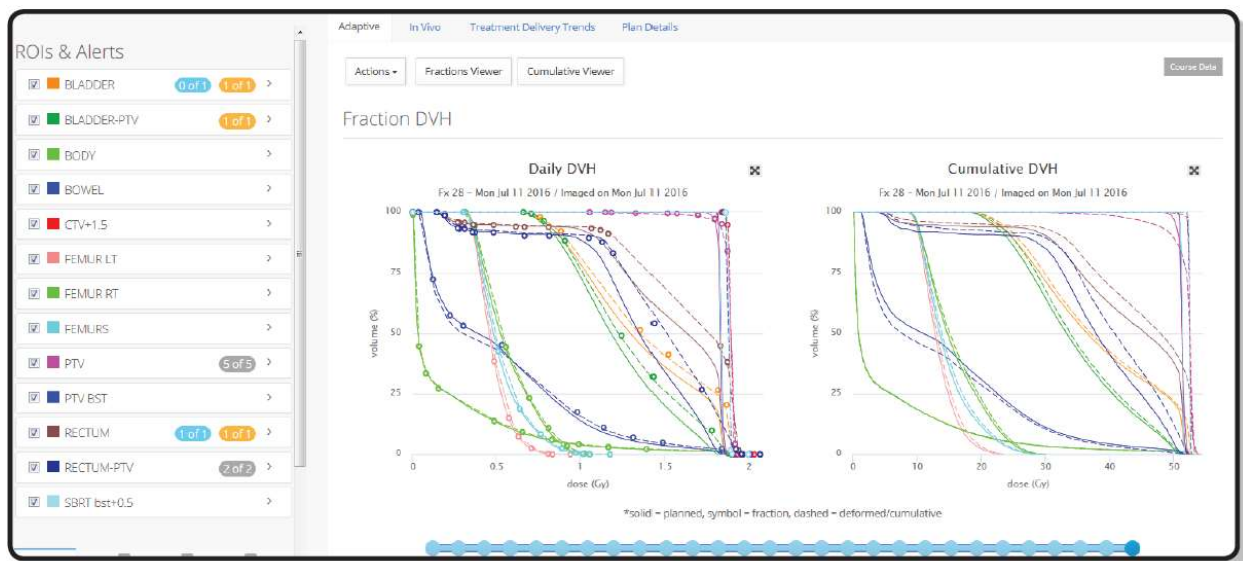 ROIs & Alerts
BLADDER 0 of 1 1 of 1
BLADDER-PTV 1 of 1
BODY
BOWEL
CTV+1.5
FEMUR LT
FEMUR RT
FEMURS
PTV 5 of 5
PTV BST
RECTUM 1 of 1 1 of 1
RECTUM-PTV 2 of 2
SBRT bst+0.5
Adaptive In Vivo Treatment Delivery Trends Plan Details
Actions Fractions Viewer Cumulative Viewer Course Data
Fraction DVH
Daily DVH
Fx 28 - Mon Jul 11 2016 / Imaged on Mon Jul 11 2016
100
75
50
25
0
volume (%)
0 0.5 1 1.5 2
dose (Gy)
Cumulative DVH
Fx 28 - Mon Jul 11 2016 / Imaged on Mon Jul 11 2016
100
75
50
25
0
volume (%)
0 10 20 30 40 50
dose (Gy)
*solid = planned, symbol = fraction, dashed = deformed/cumulative